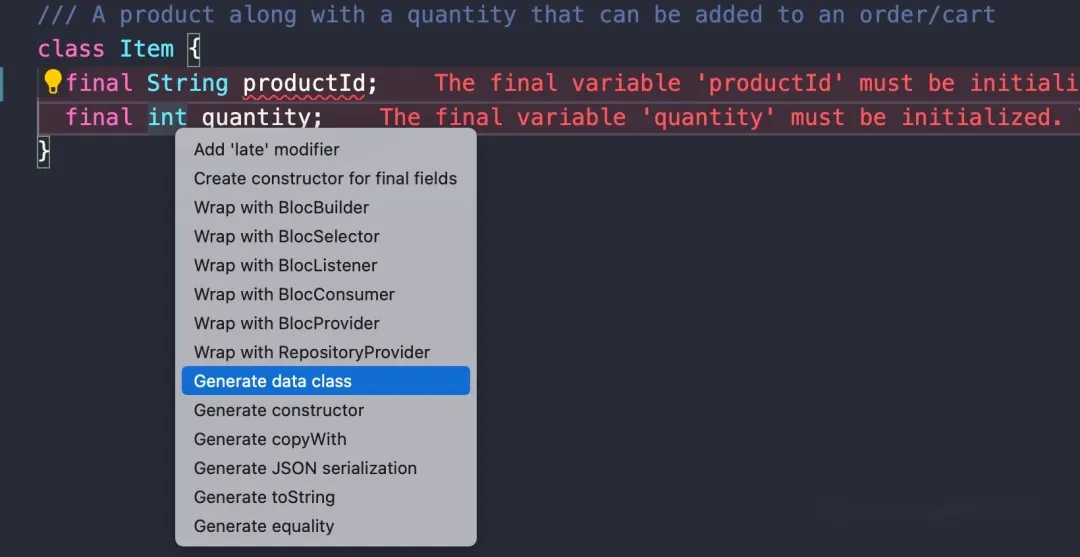 /// A product along with a quantity that can be added to an order/cart
class Item {
final String productId; The final variable 'productId' must be initiali
final int quantity; The final variable 'quantity' must be initialized.
}
Add 'late' modifier
Create constructor for final fields
Wrap with BlocBuilder
Wrap with BlocSelector
Wrap with BlocListener
Wrap with BlocConsumer
Wrap with BlocProvider
Wrap with RepositoryProvider
Generate data class
Generate constructor
Generate copyWith
Generate JSON serialization
Generate toString
Generate equality